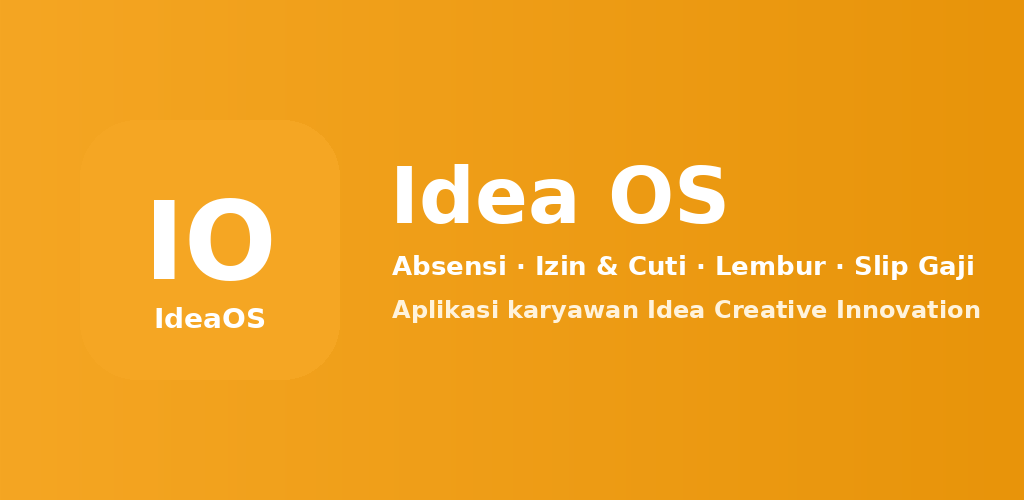 IO
IdeaOS
Idea OS
Absensi · Izin & Cuti · Lembur · Slip Gaji
Aplikasi karyawan Idea Creative Innovation